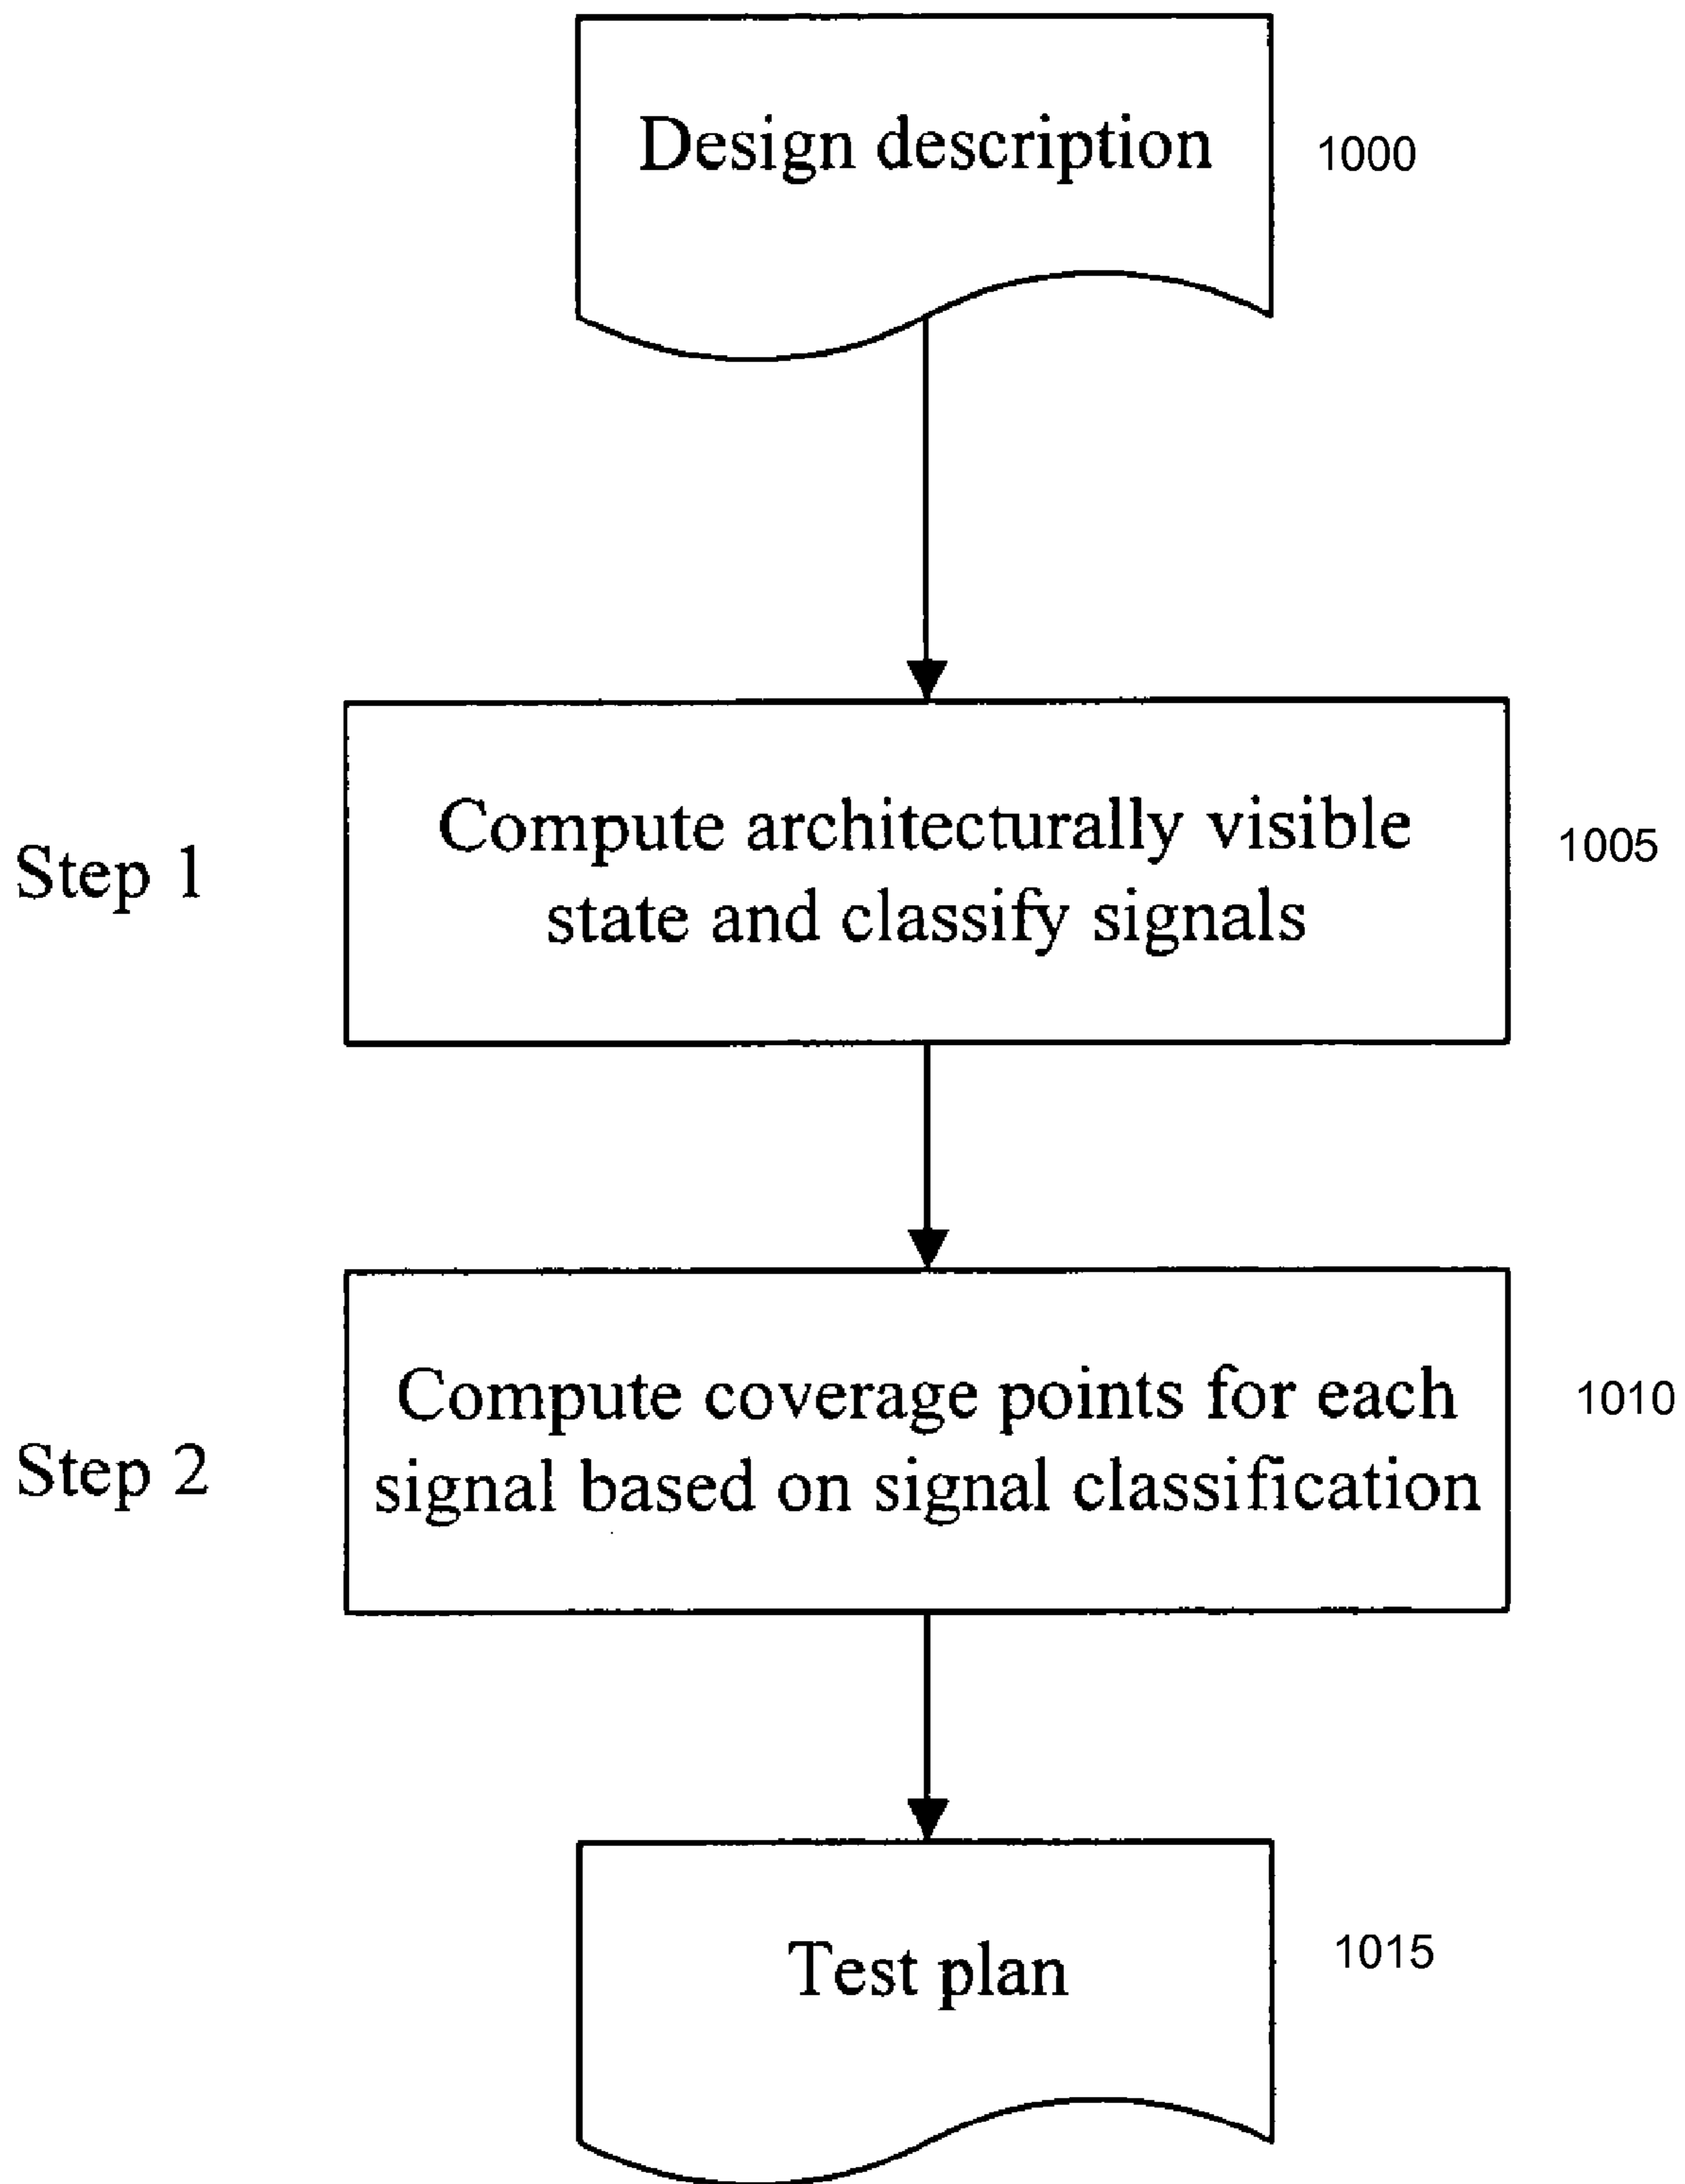 Design description
1000
Compute architecturally visible
state and classify signals
1005
Step 1
Compute coverage points for each
signal based on signal classification
1010
Step 2
Test plan
1015